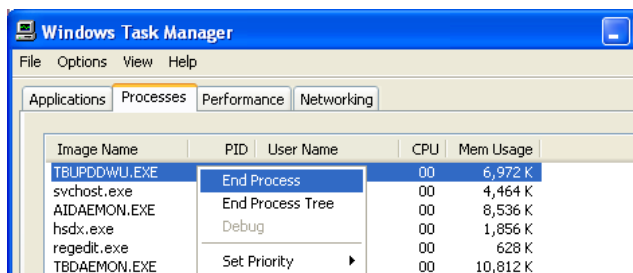 Windows Task Manager
File Options View Help
Applications Processes Performance Networking
Image Name PID User Name CPU Mem Usage
TBUPDDWU.EXE 00 6,972 K
End Process
svchost.exe 00 4,464 K
End Process Tree
AIDAEMON.EXE 00 8,536 K
Debug
hsdx.exe 00 1,856 K
regedit.exe 00 628 K
Set Priority
TBDAEMON.EXE 00 10,812 K